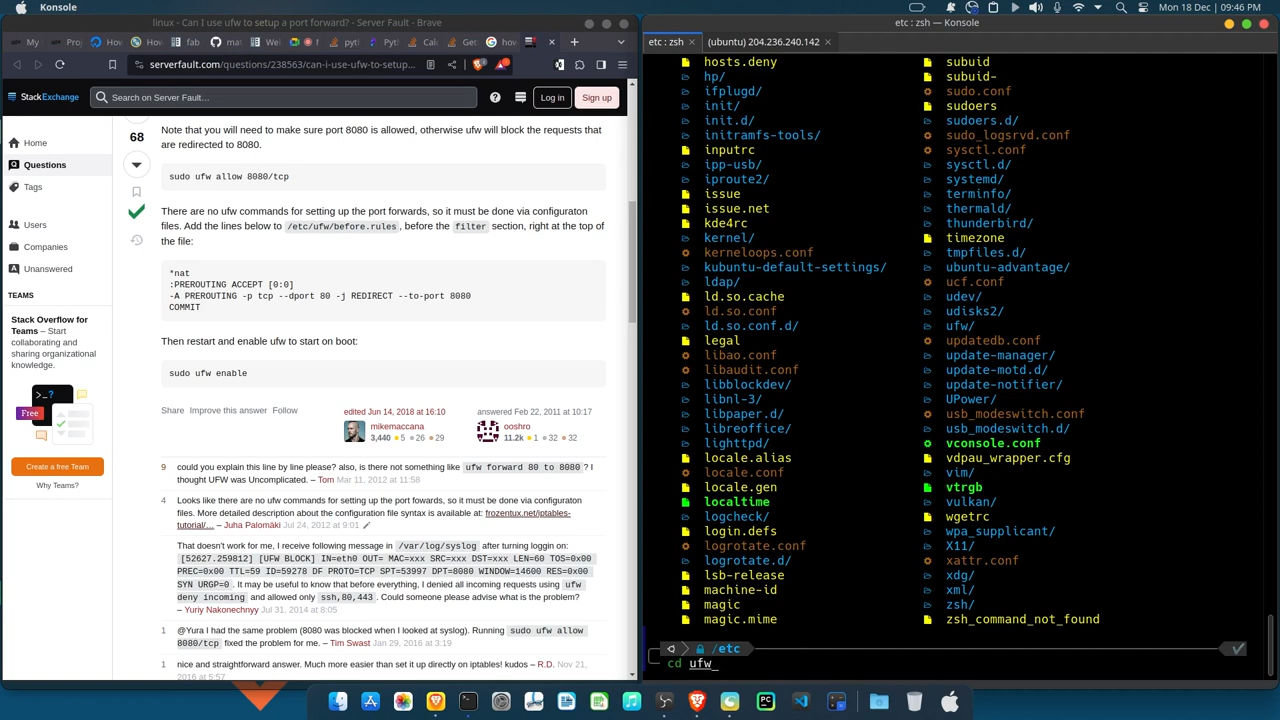 Konsole
Mon 18 Dec, 09:46 PM
linux - Can I use ufw to setup a port forward? - Server Fault - Brave
My
Proj
How
How
fab
mat
Wel
pytl
pytl
Calc
Get
how
serverfault.com/questions/238563/can-i-use-ufw-to-setup...
StackExchange
Search on Server Fault…
Log in
Sign up
Home
Questions
Tags
Users
Companies
Unanswered
TEAMS
Stack Overflow for
Teams – Start
collaborating and
sharing organizational
knowledge.
>_?
Free
Create a free Team
Why Teams?
68
Note that you will need to make sure port 8080 is allowed, otherwise ufw will block the requests that
are redirected to 8080.
sudo ufw allow 8080/tcp
There are no ufw commands for setting up the port forwards, so it must be done via configuraton
files. Add the lines below to /etc/ufw/before.rules, before the filter section, right at the top of
the file:
*nat
:PREROUTING ACCEPT [0:0]
-A PREROUTING -p tcp --dport 80 -j REDIRECT --to-port 8080
COMMIT
Then restart and enable ufw to start on boot:
sudo ufw enable
Share Improve this answer Follow
edited Jun 14, 2018 at 16:10
mikemaccana
3,440 5 26 29
answered Feb 22, 2011 at 10:17
ooshro
11.2k 1 32 32
9 could you explain this line by line please? also, is there not something like ufw forward 80 to 8080? I
thought UFW was Uncomplicated. – Tom Mar 11, 2012 at 11:58
4 Looks like there are no ufw commands for setting up the port fowards, so it must be done via configuraton
files. More detailed description about the configuration file syntax is available at: frozentux.net/iptables-
tutorial/… – Juha Palomäki Jul 24, 2012 at 9:01
That doesn't work for me, I receive following message in /var/log/syslog after turning loggin on:
[52627.259812] [UFW BLOCK] IN=eth0 OUT= MAC=xxx SRC=xxx DST=xxx LEN=60 TOS=0x00
PREC=0x00 TTL=59 ID=59278 DF PROTO=TCP SPT=53997 DPT=8080 WINDOW=14600 RES=0x00
SYN URGP=0. It may be useful to know that before everything, I denied all incoming requests using ufw
deny incoming and allowed only ssh,80,443. Could someone please advise what is the problem?
– Yuriy Nakonechnyy Jul 31, 2014 at 8:05
1 @Yura I had the same problem (8080 was blocked when I looked at syslog). Running sudo ufw allow
8080/tcp fixed the problem for me. – Tim Swast Jan 29, 2016 at 3:19
1 nice and straightforward answer. Much more easier than set it up directly on iptables! kudos – R.D. Nov 21,
2016 at 5:57
etc : zsh — Konsole
etc : zsh
(ubuntu) 204.236.240.142
hosts.deny
hp/
ifplugd/
init/
init.d/
initramfs-tools/
inputrc
ipp-usb/
iproute2/
issue
issue.net
kde4rc
kernel/
kerneloops.conf
kubuntu-default-settings/
ldap/
ld.so.cache
ld.so.conf
ld.so.conf.d/
legal
libao.conf
libaudit.conf
libblockdev/
libnl-3/
libpaper.d/
libreoffice/
lighttpd/
locale.alias
locale.conf
locale.gen
localtime
logcheck/
login.defs
logrotate.conf
logrotate.d/
lsb-release
machine-id
magic
magic.mime
subuid
subuid-
sudo.conf
sudoers
sudoers.d/
sudo_logsrvd.conf
sysctl.conf
sysctl.d/
systemd/
terminfo/
thermald/
thunderbird/
timezone
tmpfiles.d/
ubuntu-advantage/
ucf.conf
udev/
udisks2/
ufw/
updatedb.conf
update-manager/
update-motd.d/
update-notifier/
UPower/
usb_modeswitch.conf
usb_modeswitch.d/
vconsole.conf
vdpau_wrapper.cfg
vim/
vtrgb
vulkan/
wgetrc
wpa_supplicant/
X11/
xattr.conf
xdg/
xml/
zsh/
zsh_command_not_found
/etc
cd ufw_